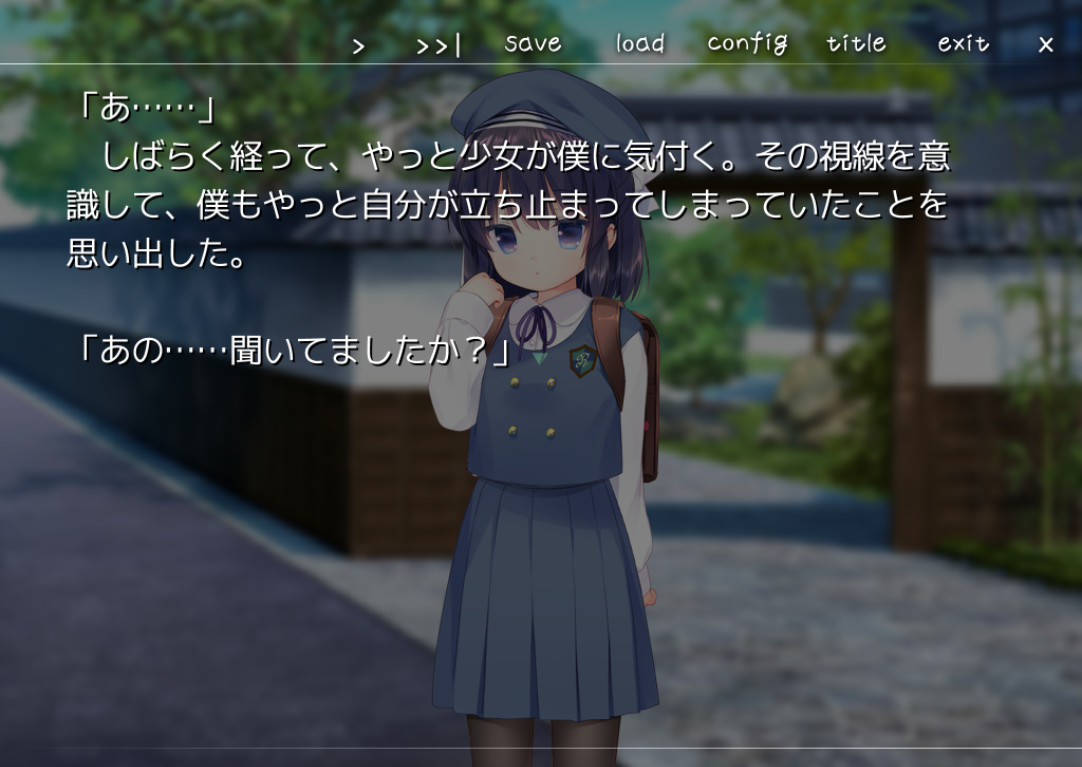 > >>| save load config title exit x
「あ……」
　しばらく経って、やっと少女が僕に気付く。その視線を意
識して、僕もやっと自分が立ち止まってしまっていたことを
思い出した。
「あの……聞いてましたか？」